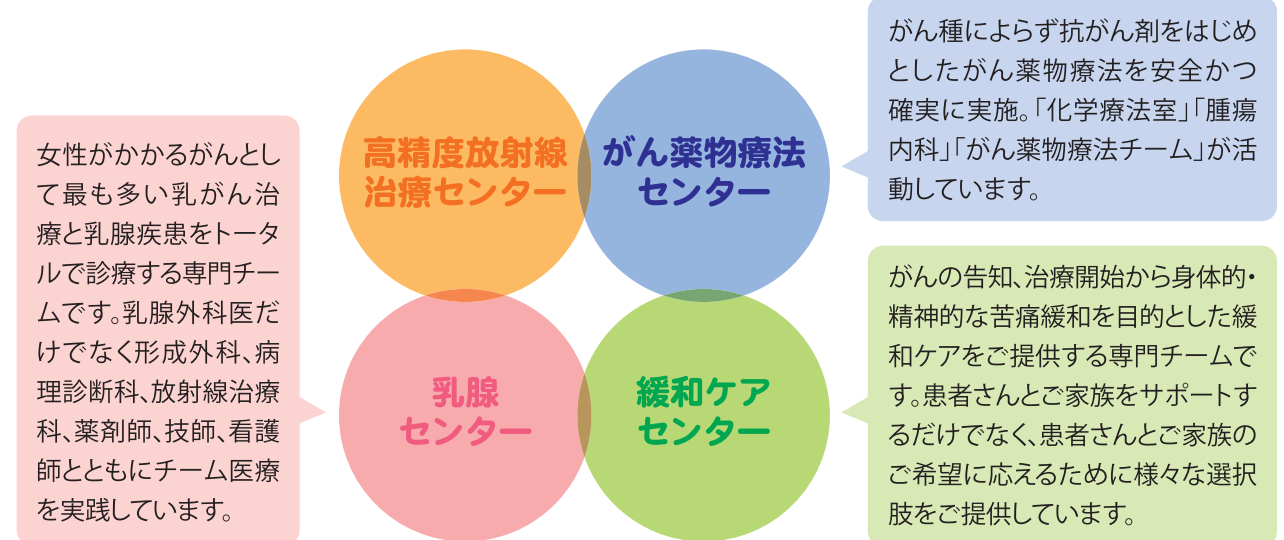 高精度放射線
治療センター
がん薬物療法
センター
がん種によらず抗がん剤をはじめ
としたがん薬物療法を安全かつ
確実に実施。「化学療法室」「腫瘍
内科」「がん薬物療法チーム」が活
動しています。
女性がかかるがんとし
て最も多い乳がん治
療と乳腺疾患をトータ
ルで診療する専門チー
ムです。乳腺外科医だ
けでなく形成外科、病
理診断科、放射線治療
科、薬剤師、技師、看護
師とともにチーム医療
を実践しています。
乳腺
センター
緩和ケア
センター
がんの告知、治療開始から身体的・
精神的な苦痛緩和を目的とした緩
和ケアをご提供する専門チームで
す。患者さんとご家族をサポートす
るだけでなく、患者さんとご家族の
ご希望に応えるために様々な選択
肢をご提供しています。